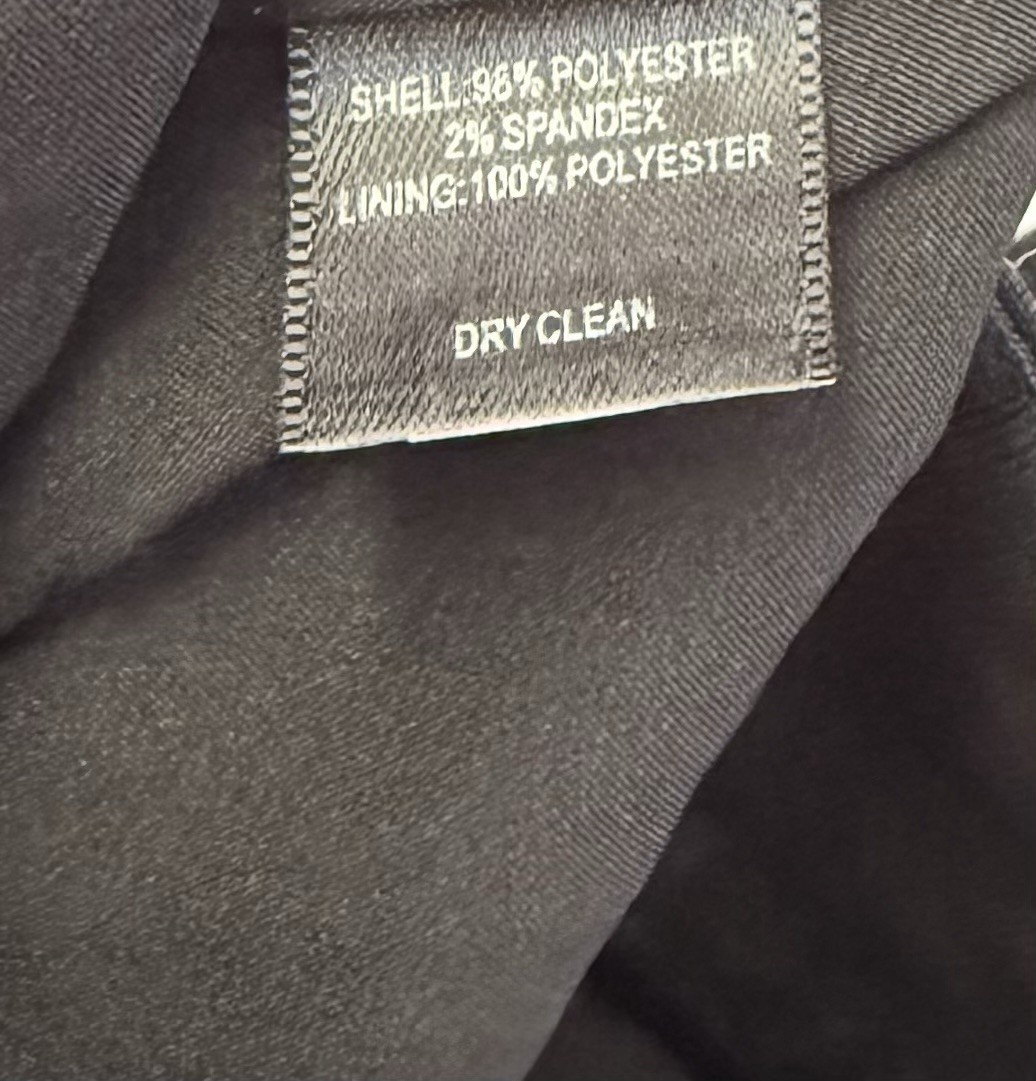 SHELL:98% POLYESTER
2% SPANDEX
LINING:100% POLYESTER
DRY CLEAN